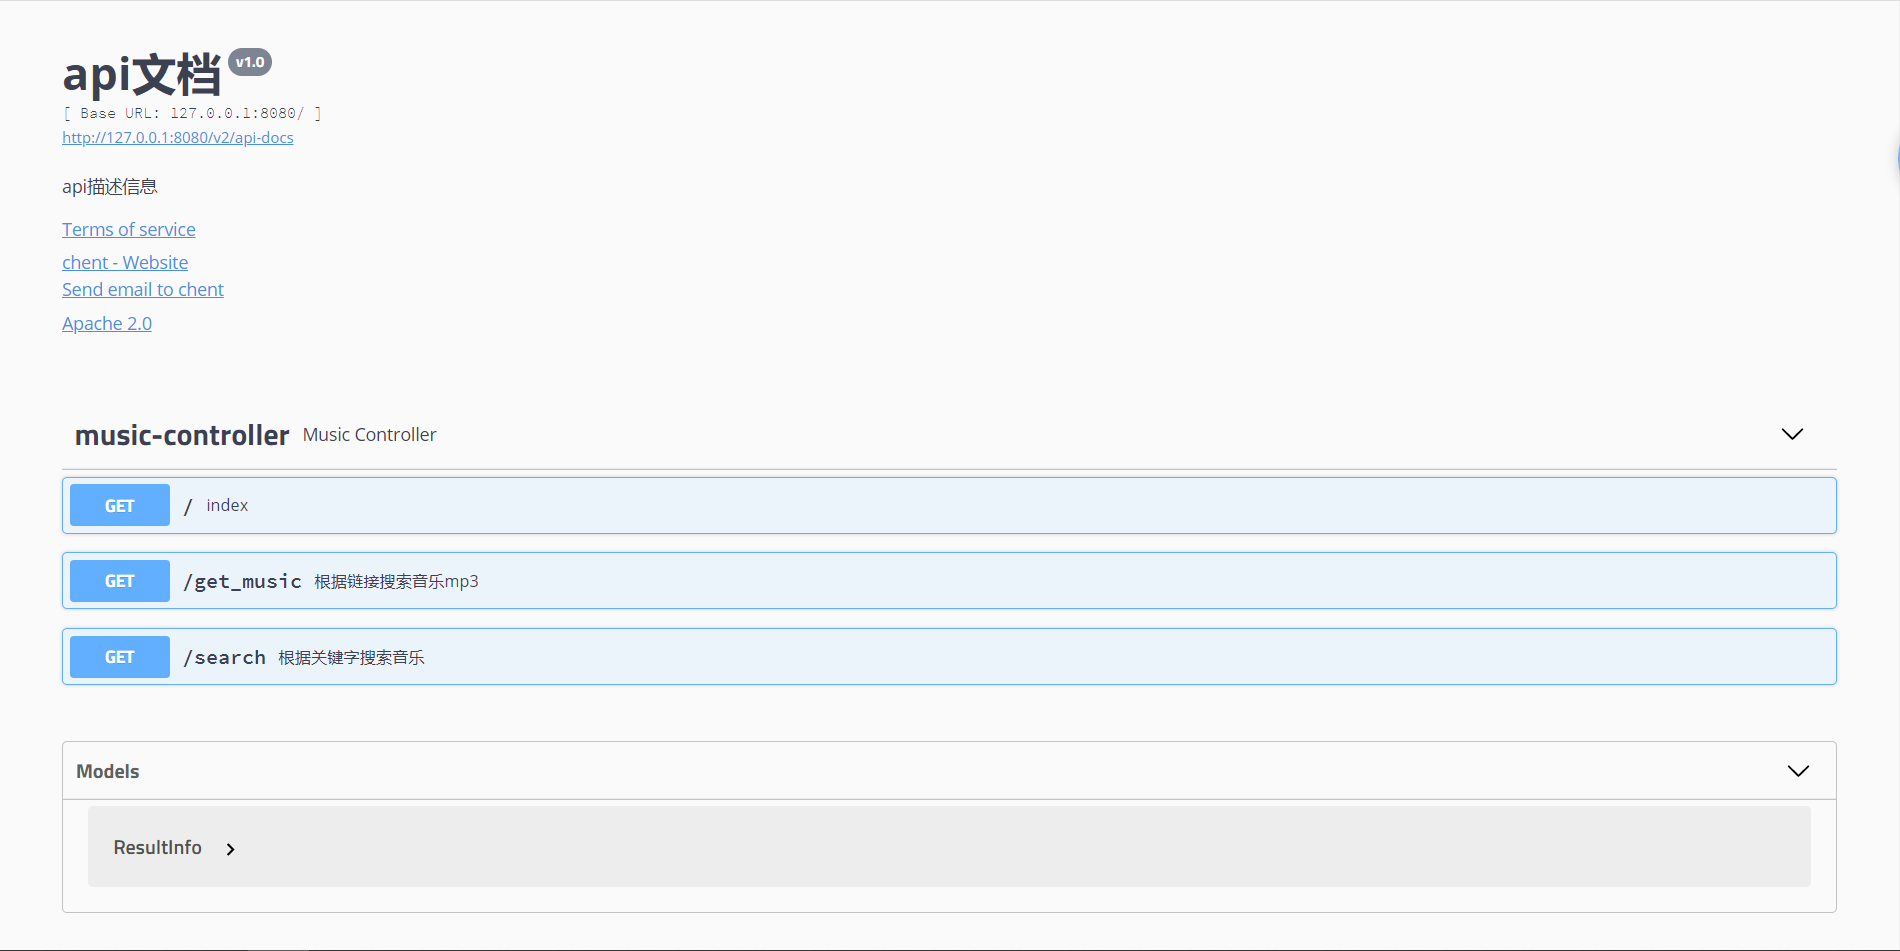 api文档 v1.0
[ Base URL: 127.0.0.1:8080/ ]
http://127.0.0.1:8080/v2/api-docs
api描述信息
Terms of service
chent - Website
Send email to chent
Apache 2.0
music-controller Music Controller
GET / index
GET /get_music 根据链接搜索音乐mp3
GET /search 根据关键字搜索音乐
Models
ResultInfo